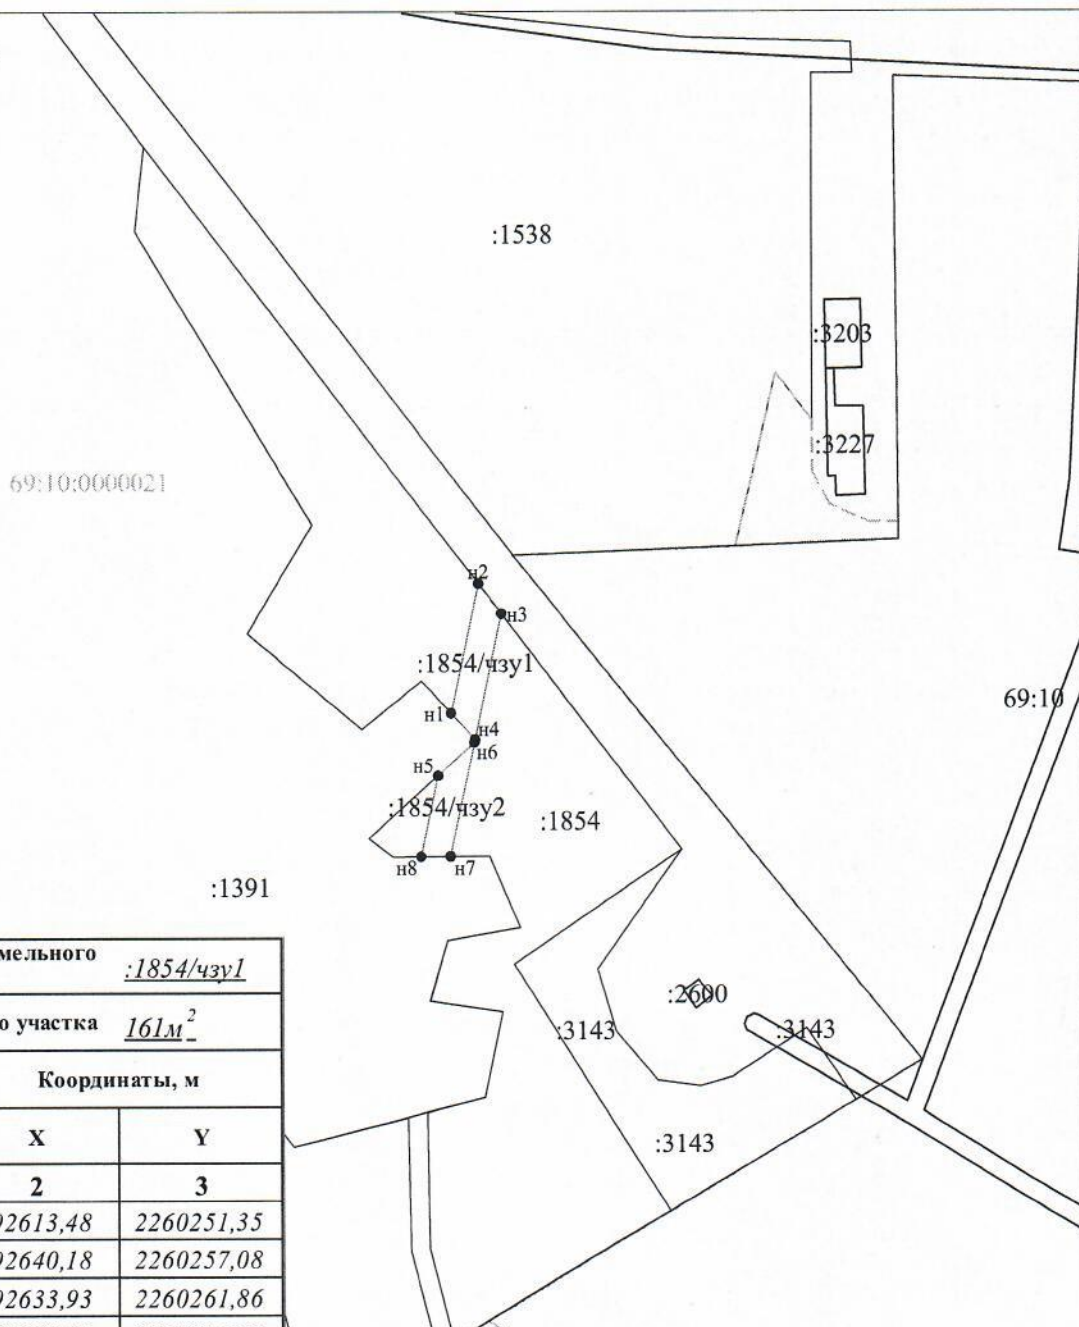 :1538
:3203
:3227
69:10:0000021
н2
н3
:1854/чзу1
69:10
н1
н4
н6
н5
:1854/чзу2
:1854
н8
н7
:1391
мельного :1854/чзу1
о участка 161м²
:2600
:3143
:3143
Координаты, м
X Y
:3143
2 3
92613,48 2260251,35
92640,18 2260257,08
92633,93 2260261,86